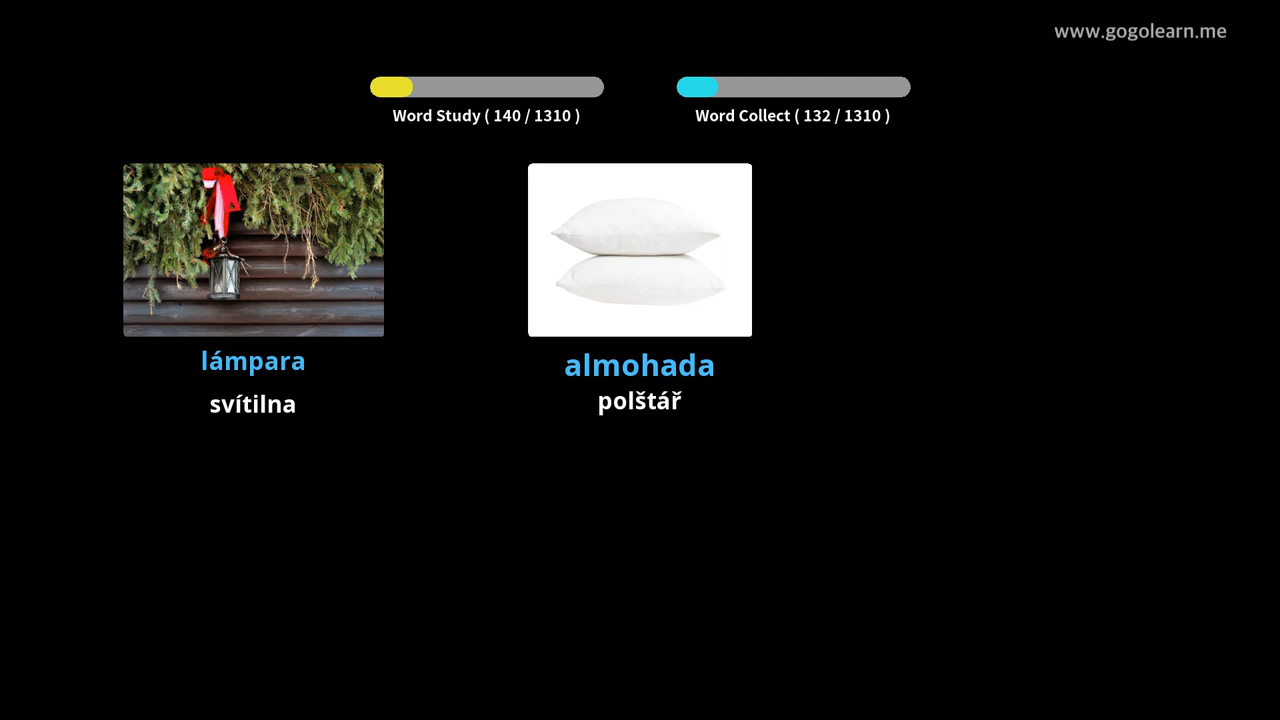 www.gogolearn.me
Word Study ( 140 / 1310 )
Word Collect ( 132 / 1310 )
lámpara
svítilna
almohada
polštář